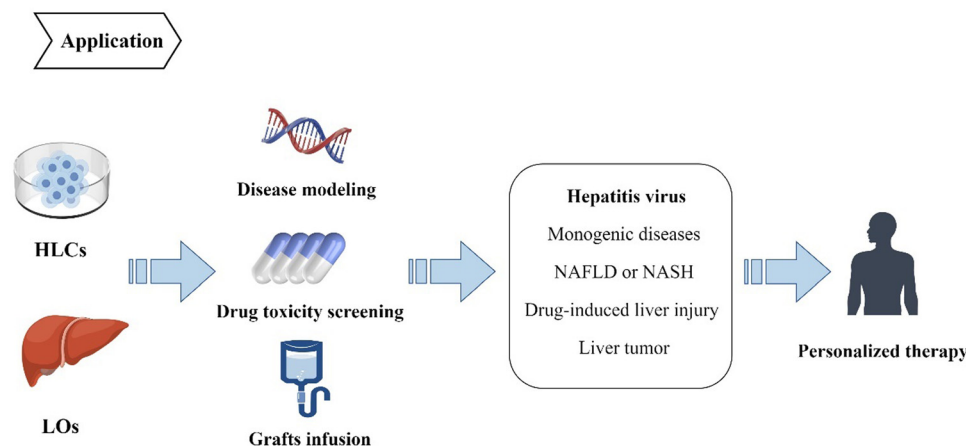 Application
HLCs
LOs
Disease modeling
Drug toxicity screening
Grafts infusion
Hepatitis virus
Monogenic diseases
NAFLD or NASH
Drug-induced liver injury
Liver tumor
Personalized therapy